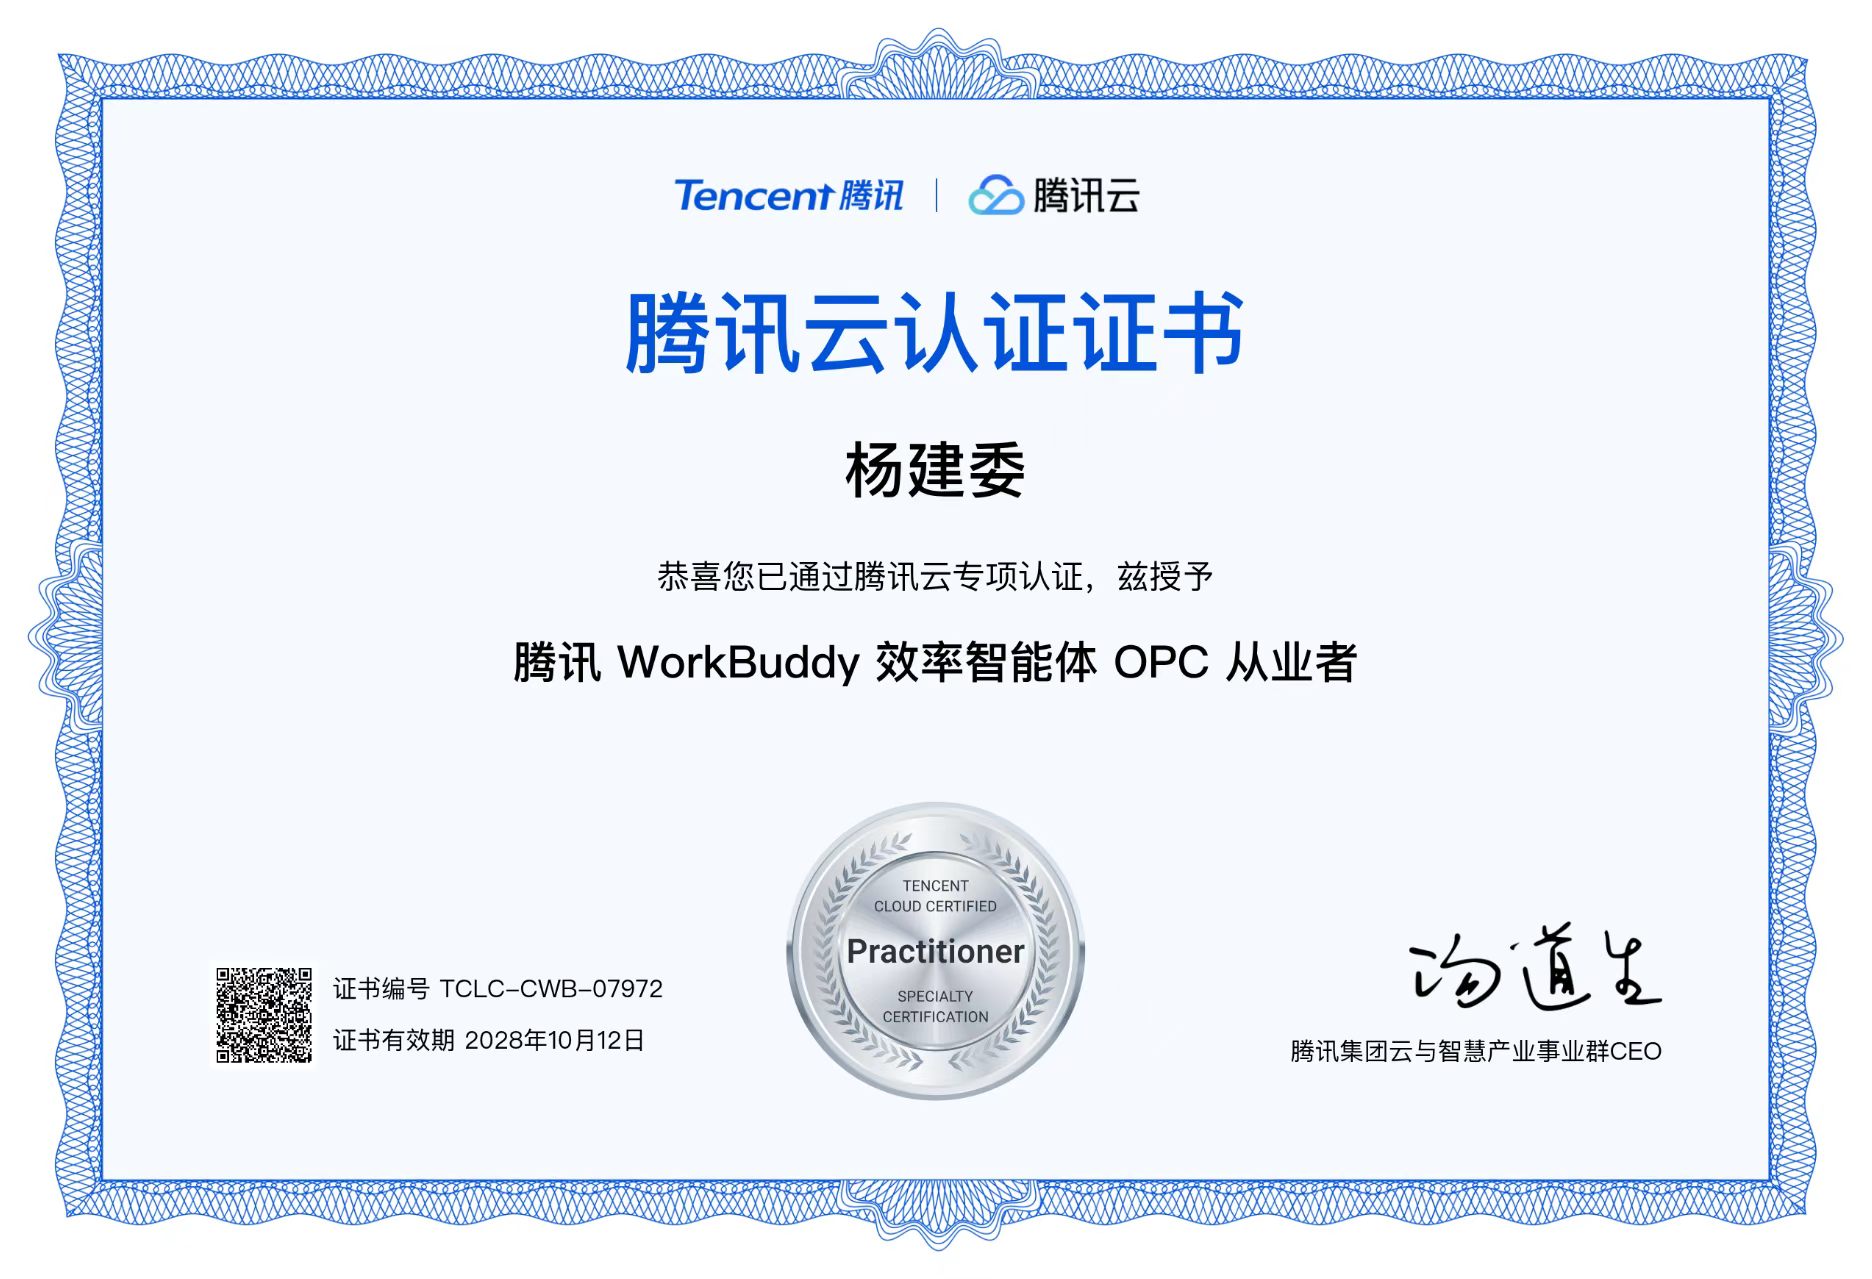 Tencent腾讯 | 腾讯云
腾讯云认证证书
杨建委
恭喜您已通过腾讯云专项认证，兹授予
腾讯 WorkBuddy 效率智能体 OPC 从业者
TENCENT
CLOUD CERTIFIED
Practitioner
SPECIALTY
CERTIFICATION
证书编号 TCLC-CWB-07972
证书有效期 2028年10月12日
汤道生
腾讯集团云与智慧产业事业群CEO